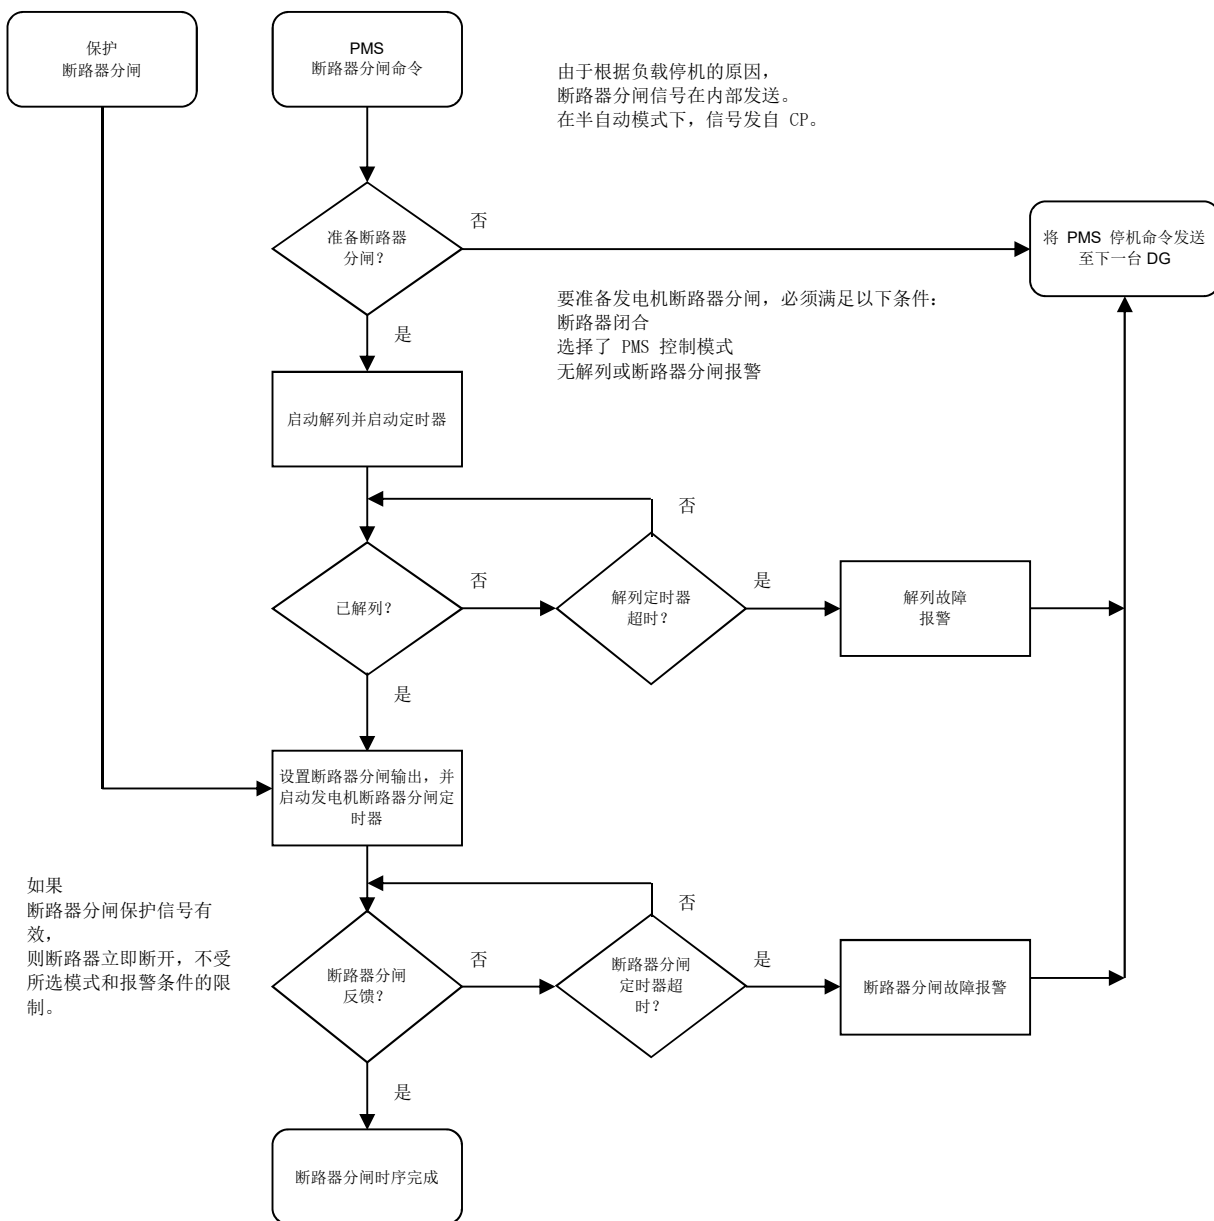 保护
断路器分闸
PMS
断路器分闸命令
由于根据负载停机的原因，
断路器分闸信号在内部发送。
在半自动模式下，信号发自 CP。
准备断路器
分闸？
否
将 PMS 停机命令发送
至下一台 DG
要准备发电机断路器分闸，必须满足以下条件：
断路器闭合
选择了 PMS 控制模式
无解列或断路器分闸报警
是
启动解列并启动定时器
否
已解列？
否
解列定时器
超时？
是
解列故障
报警
是
设置断路器分闸输出，并
启动发电机断路器分闸定
时器
如果
断路器分闸保护信号有
效，
则断路器立即断开，不受
所选模式和报警条件的限
制。
否
断路器分闸
反馈？
否
断路器分闸
定时器超
时？
是
断路器分闸故障报警
是
断路器分闸时序完成